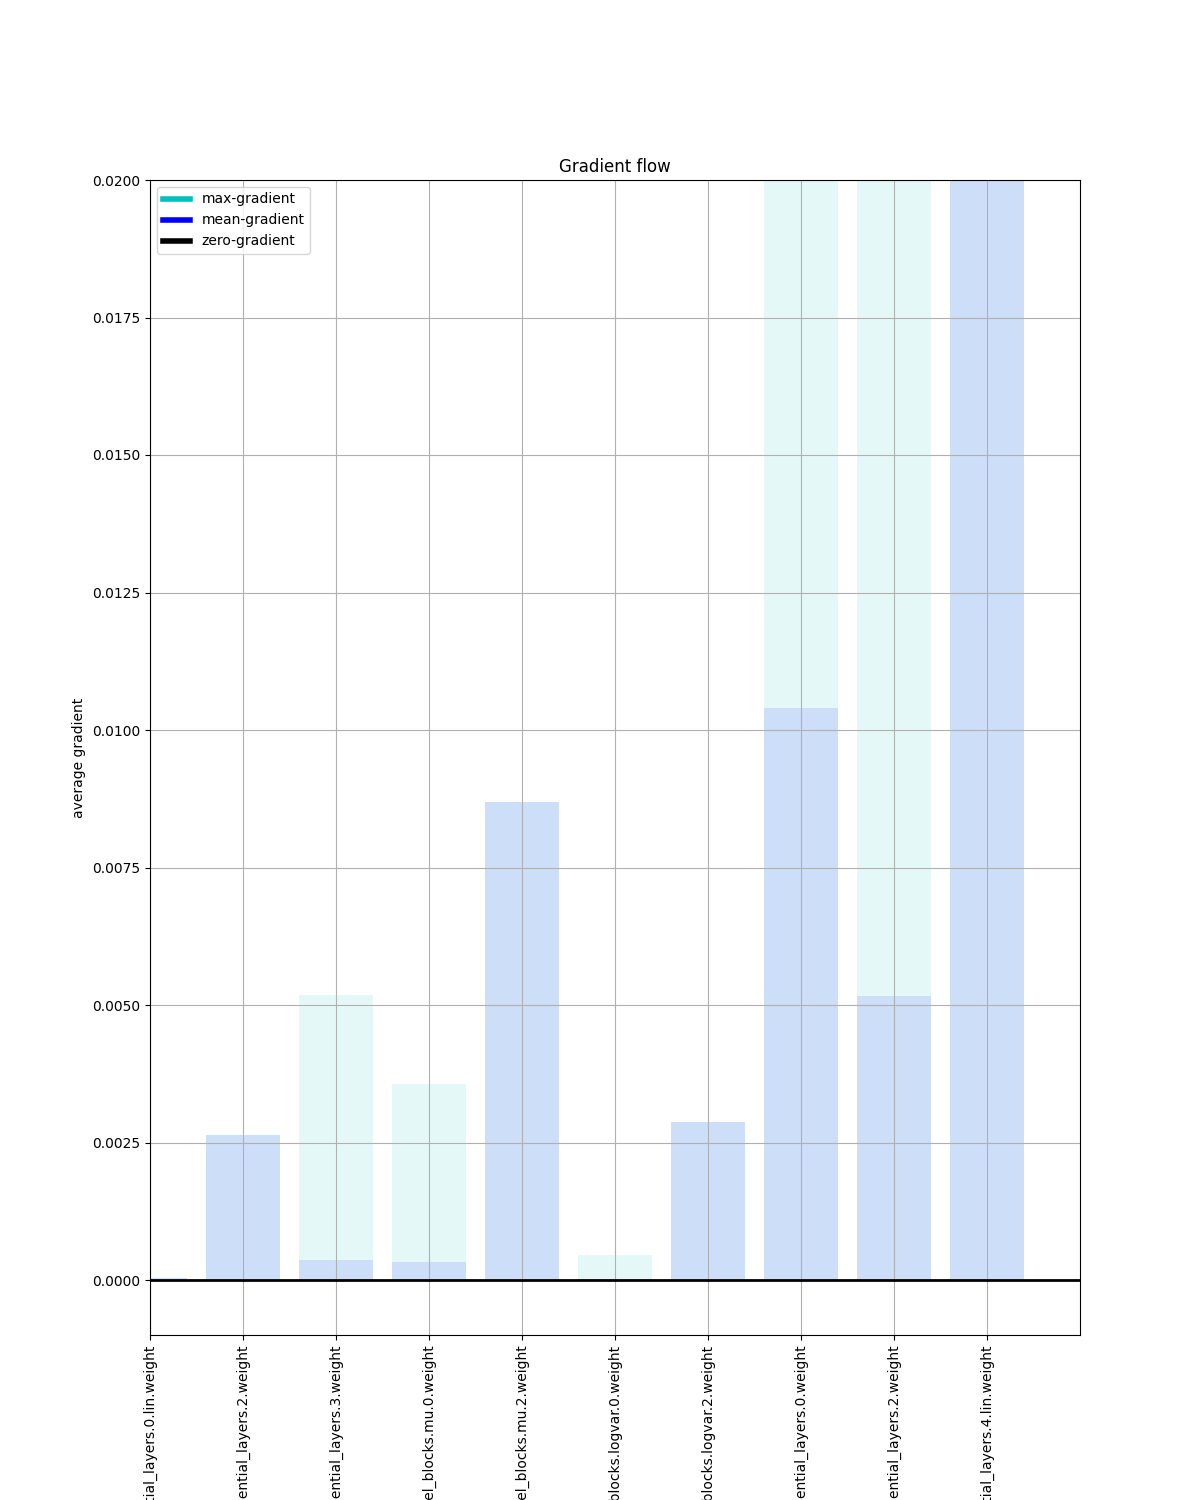 Gradient flow
max-gradient
mean-gradient
zero-gradient
0.0200
0.0175
0.0150
0.0125
0.0100
0.0075
0.0050
0.0025
0.0000
average gradient
tial_layers.0.lin.weight
ential_layers.2.weight
ential_layers.3.weight
el_blocks.mu.0.weight
el_blocks.mu.2.weight
blocks.logvar.0.weight
blocks.logvar.2.weight
ential_layers.0.weight
ential_layers.2.weight
tial_layers.4.lin.weight